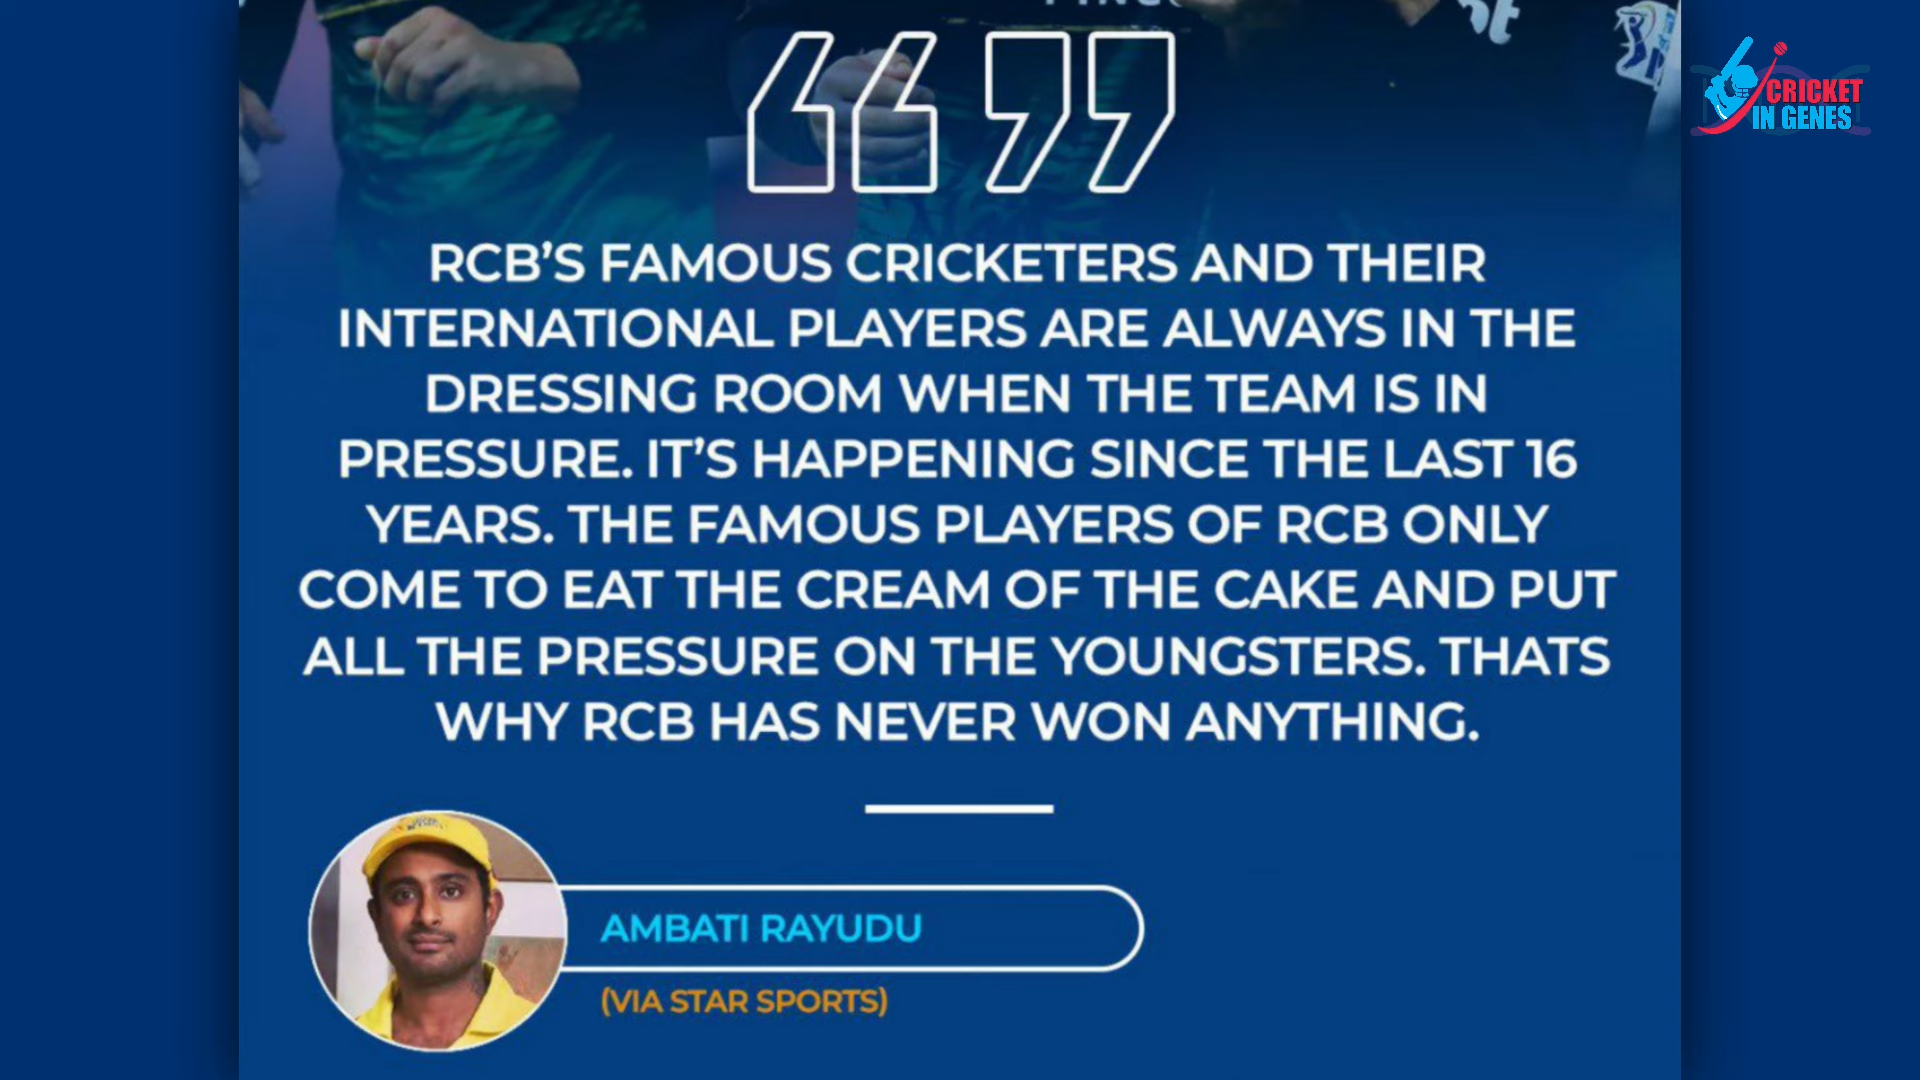 “ ”
CRICKET
IN GENES
RCB’S FAMOUS CRICKETERS AND THEIR
INTERNATIONAL PLAYERS ARE ALWAYS IN THE
DRESSING ROOM WHEN THE TEAM IS IN
PRESSURE. IT’S HAPPENING SINCE THE LAST 16
YEARS. THE FAMOUS PLAYERS OF RCB ONLY
COME TO EAT THE CREAM OF THE CAKE AND PUT
ALL THE PRESSURE ON THE YOUNGSTERS. THATS
WHY RCB HAS NEVER WON ANYTHING.
AMBATI RAYUDU
(VIA STAR SPORTS)